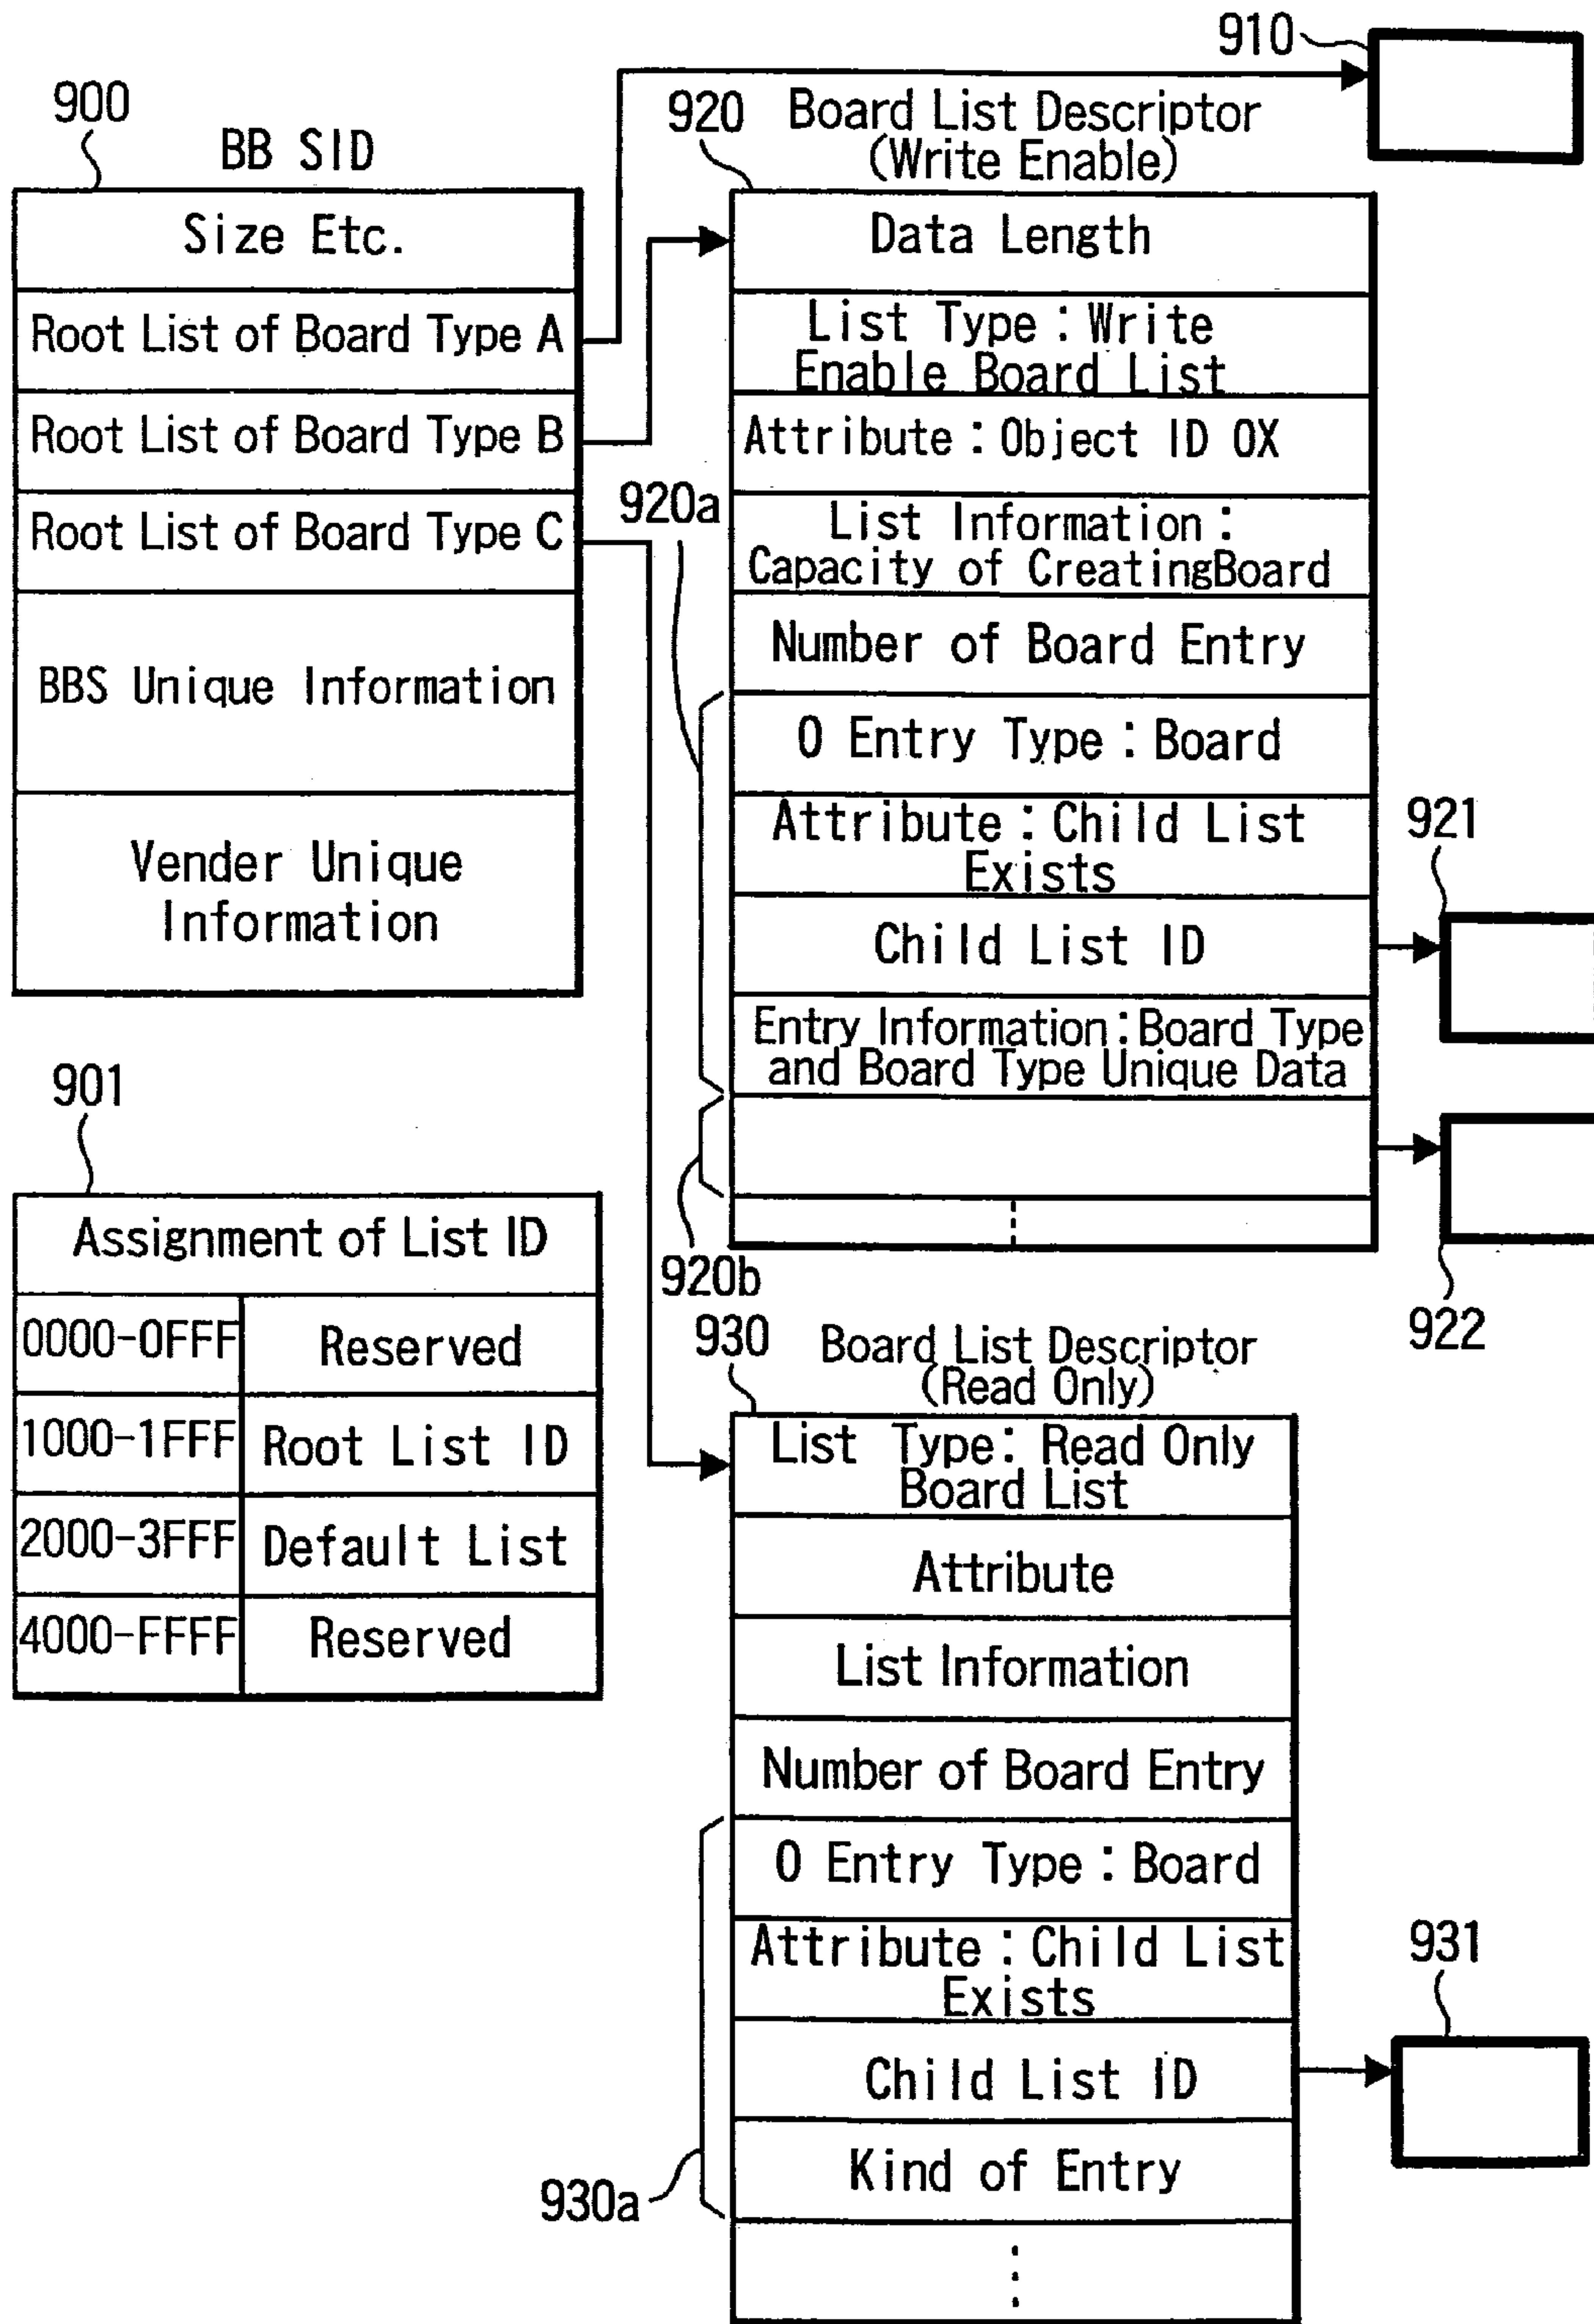 910
900
BB SID
920
Board List Descriptor
(Write Enable)
Size Etc.
Root List of Board Type A
Root List of Board Type B
Root List of Board Type C
BBS Unique Information
Vender Unique
Information
Data Length
List Type : Write
Enable Board List
Attribute : Object ID OX
920a
List Information :
Capacity of CreatingBoard
Number of Board Entry
0 Entry Type : Board
Attribute : Child List
Exists
Child List ID
921
Entry Information : Board Type
and Board Type Unique Data
920b
922
901
Assignment of List ID
0000-0FFF Reserved
1000-1FFF Root List ID
2000-3FFF Default List
4000-FFFF Reserved
930
Board List Descriptor
(Read Only)
List Type : Read Only
Board List
Attribute
List Information
Number of Board Entry
0 Entry Type : Board
Attribute : Child List
Exists
Child List ID
931
Kind of Entry
930a